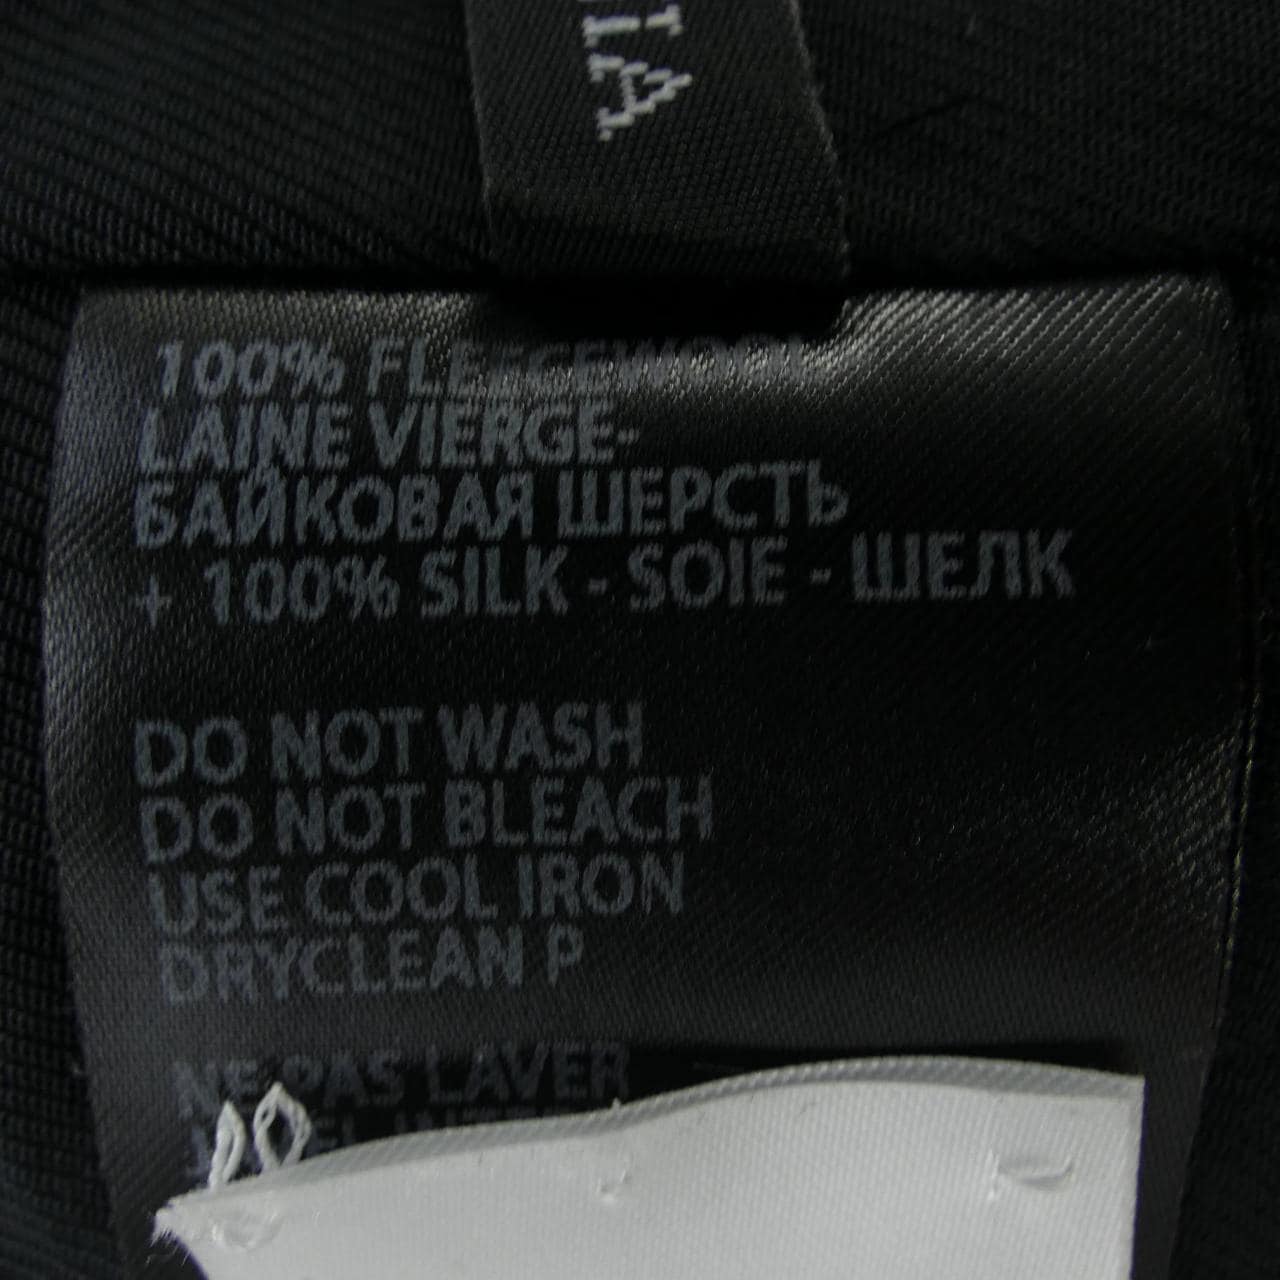 100% FLEECEWOOL
LAINE VIERGE-
БАЙКОВАЯ ШЕРСТЬ
+ 100% SILK - SOIE - ШЕЛК
DO NOT WASH
DO NOT BLEACH
USE COOL IRON
DRYCLEAN P
NE PAS LAVER